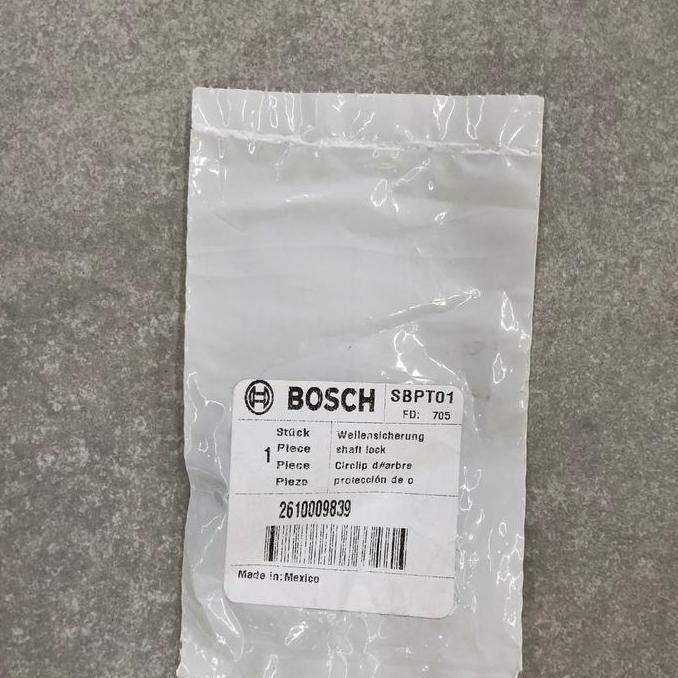 BOSCH
SBPT01
FD: 705
1
Stück
Piece
Piece
Piezo
Wellensicherung
shaft lock
Circlip d#arbre
protección de o
2610009839
Made in: Mexico